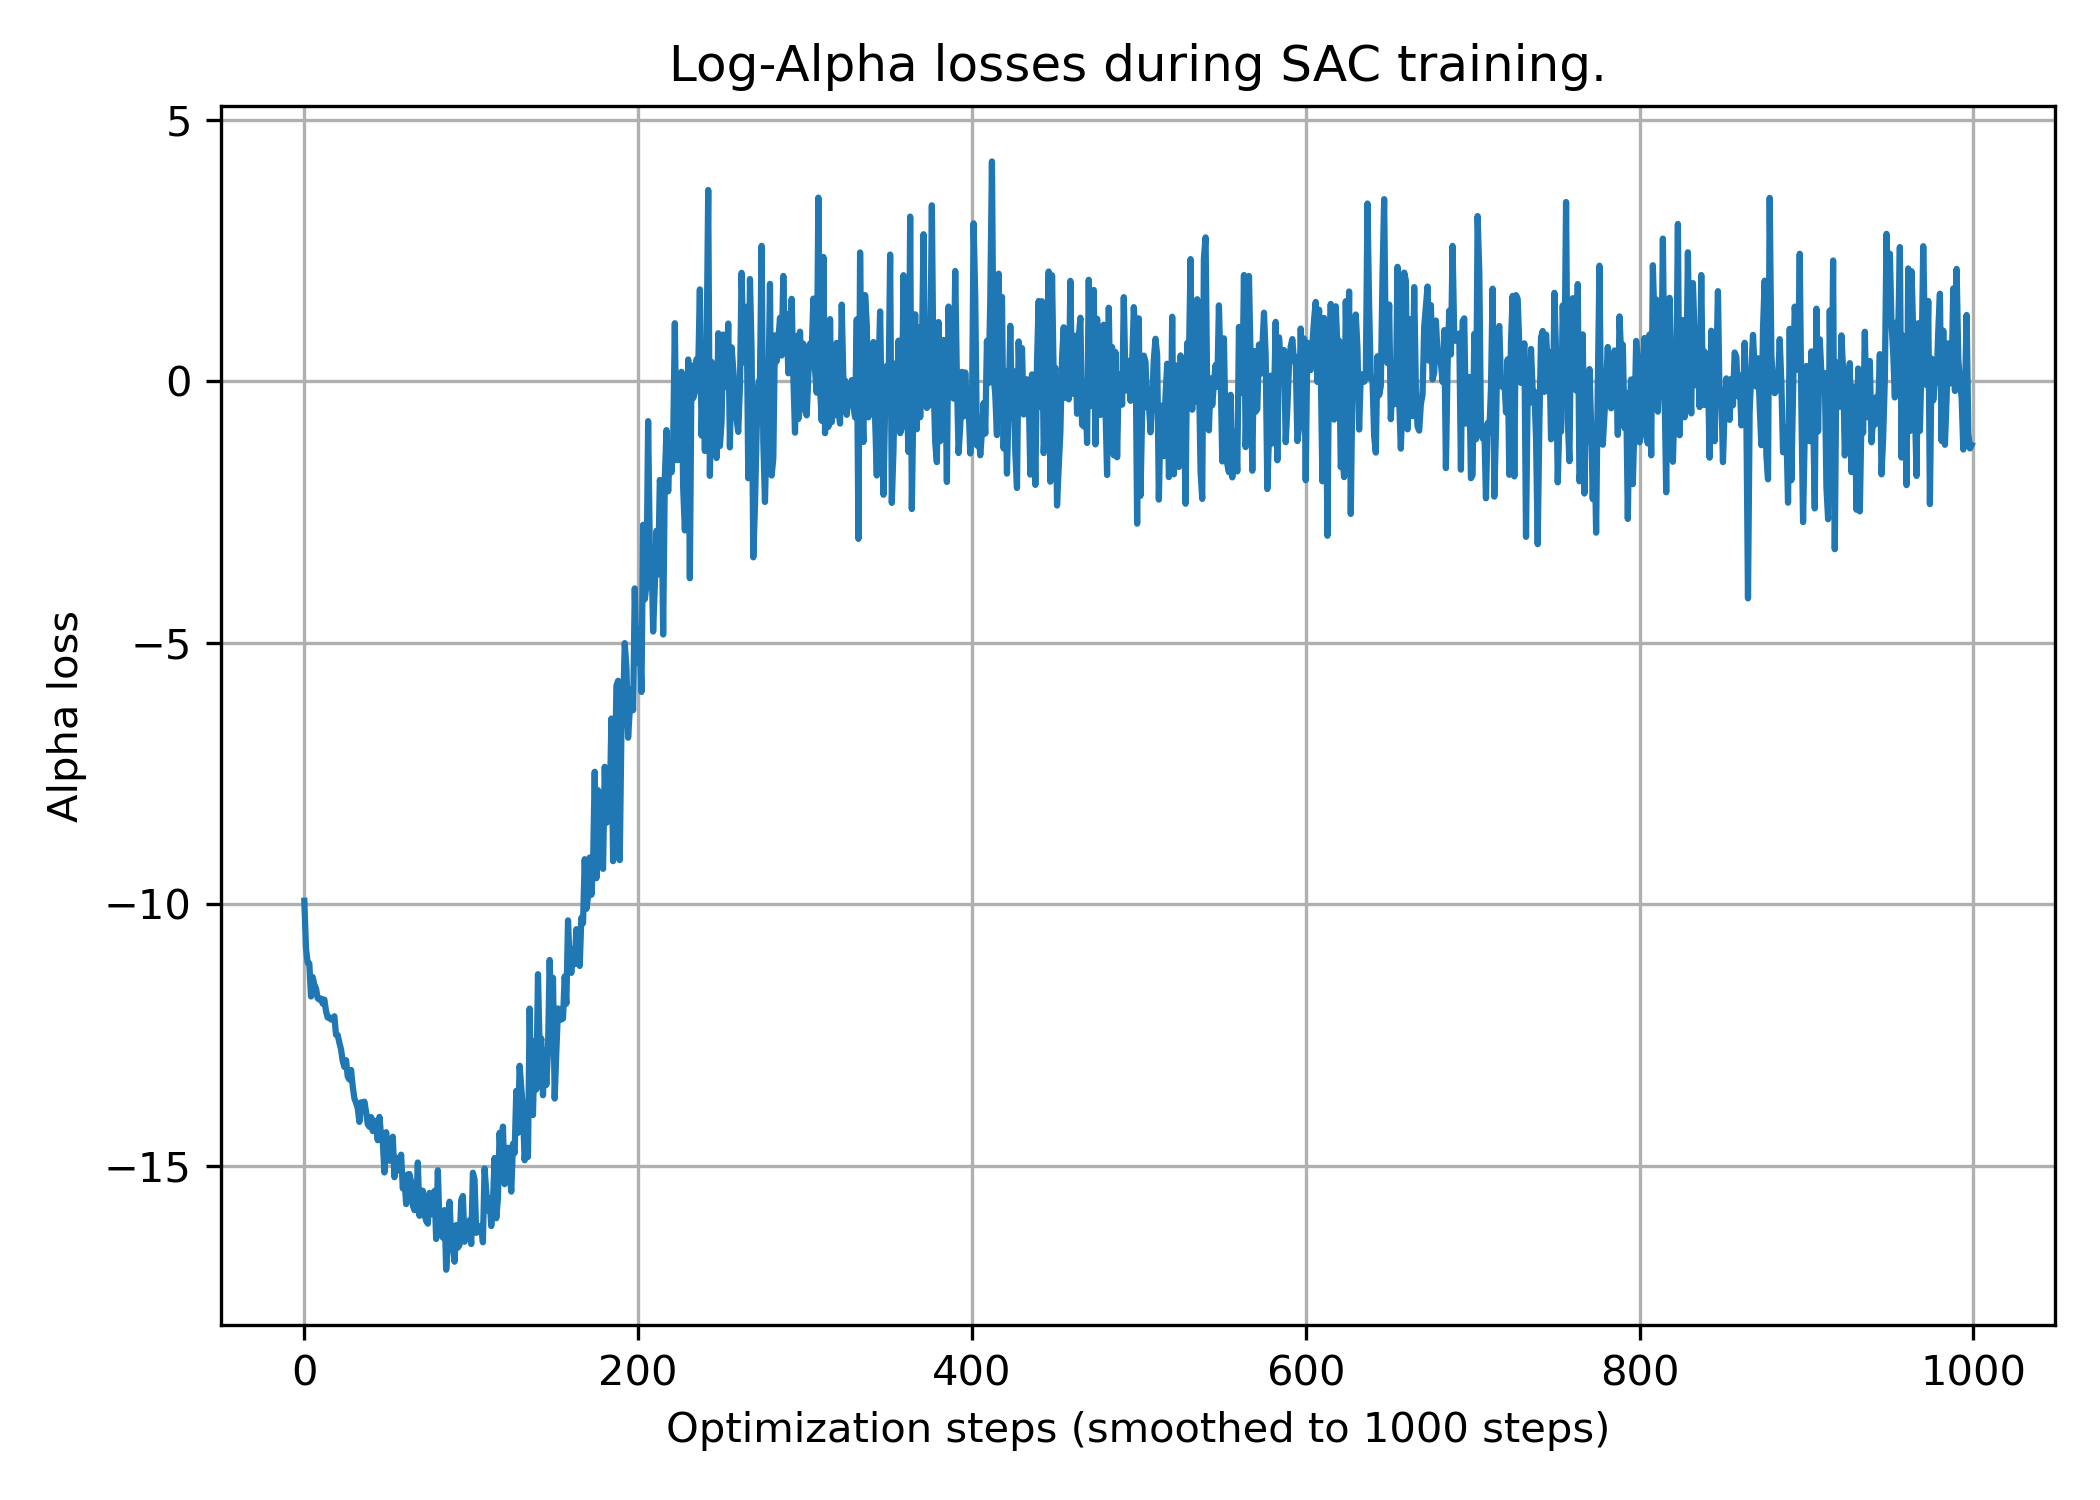 Log-Alpha losses during SAC training.
5
0
−5
−10
−15
Alpha loss
0 200 400 600 800 1000
Optimization steps (smoothed to 1000 steps)